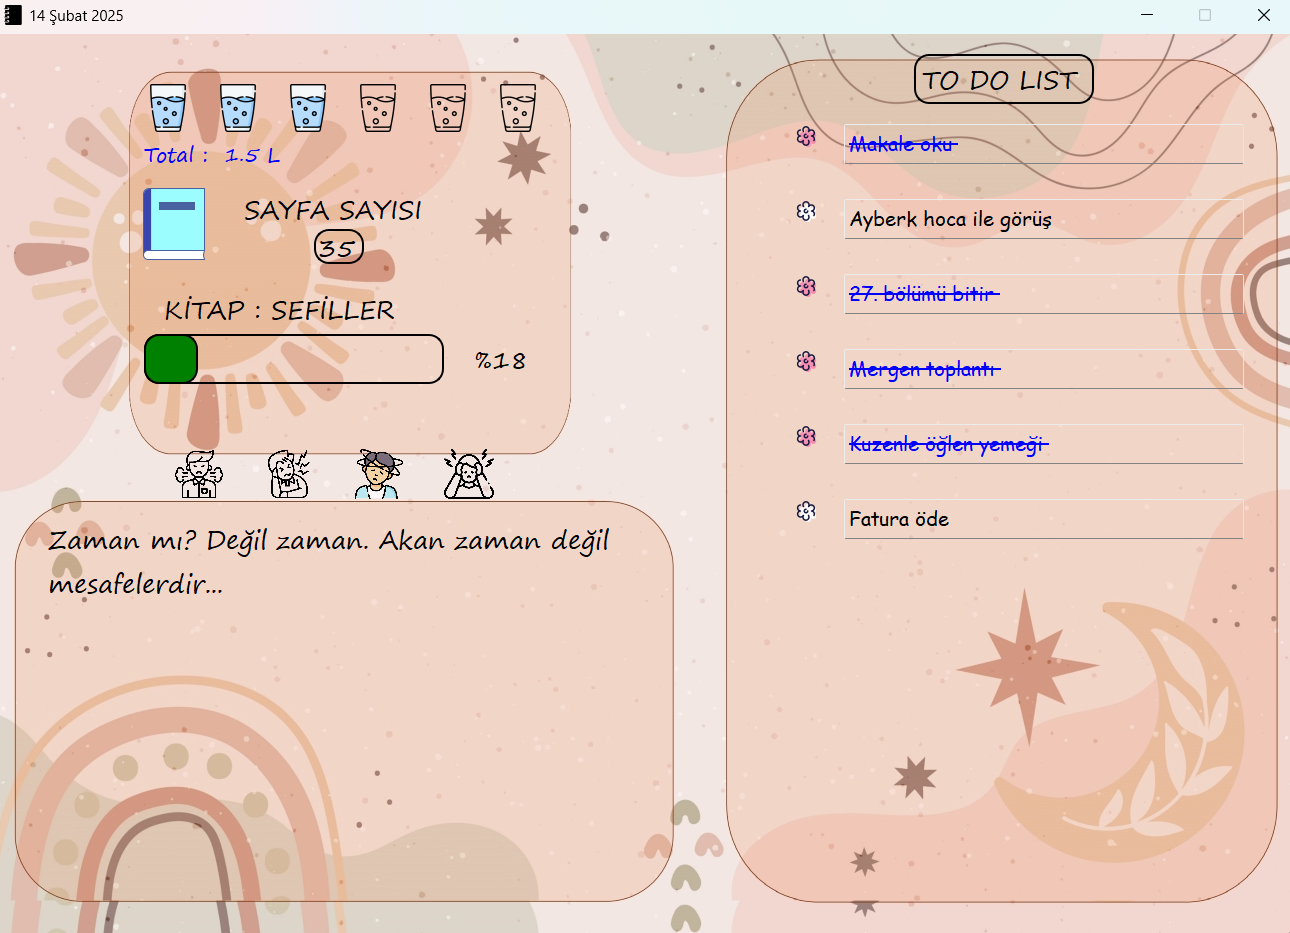 14 Şubat 2025
Total : 1.5 L
SAYFA SAYISI
35
KİTAP : SEFİLLER
%18
Zaman mı? Değil zaman. Akan zaman değil
mesafelerdir...
TO DO LIST
Makale oku
Ayberk hoca ile görüş
27. bölümü bitir
Mergen toplantı
Kuzenle öğlen yemeği
Fatura öde